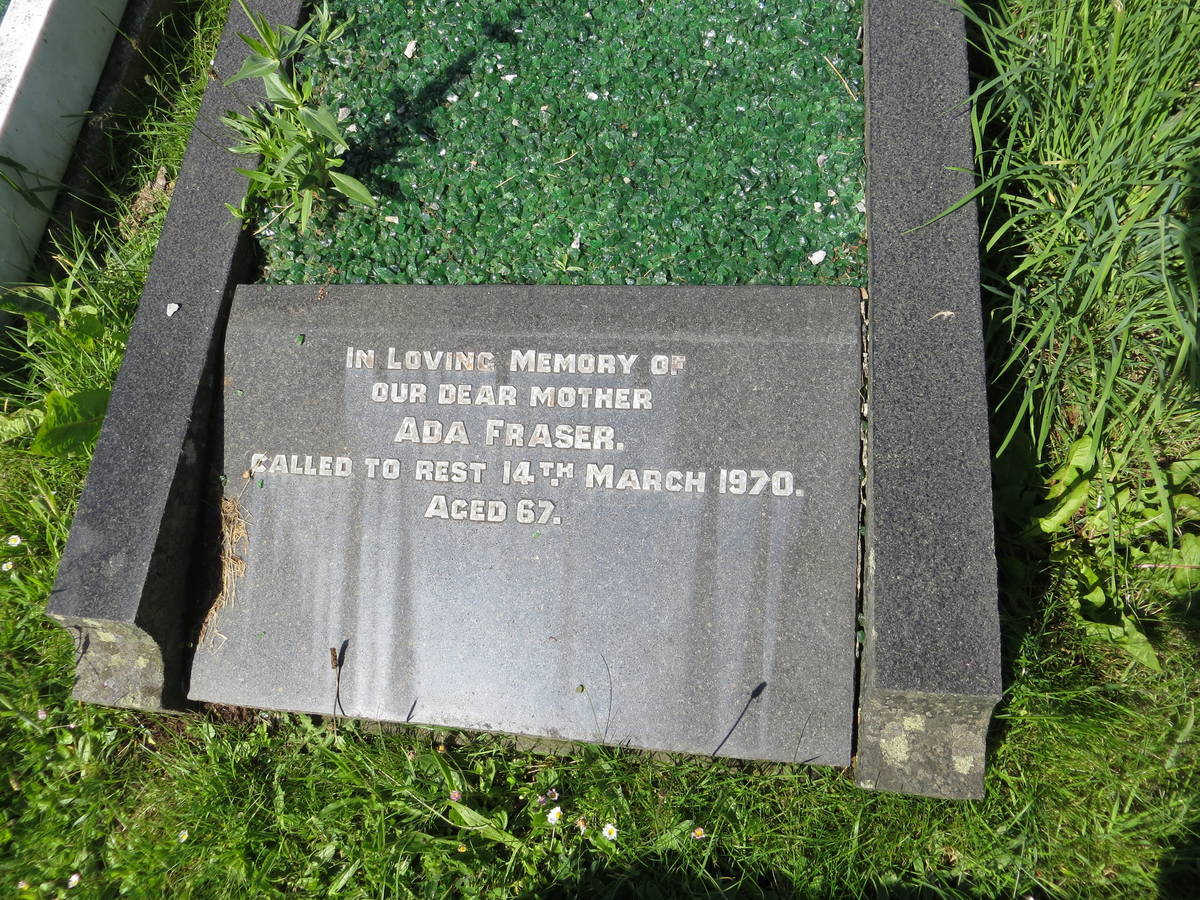 In Loving Memory of
our dear mother
Ada Fraser.
called to rest 14th March 1970.
Aged 67.